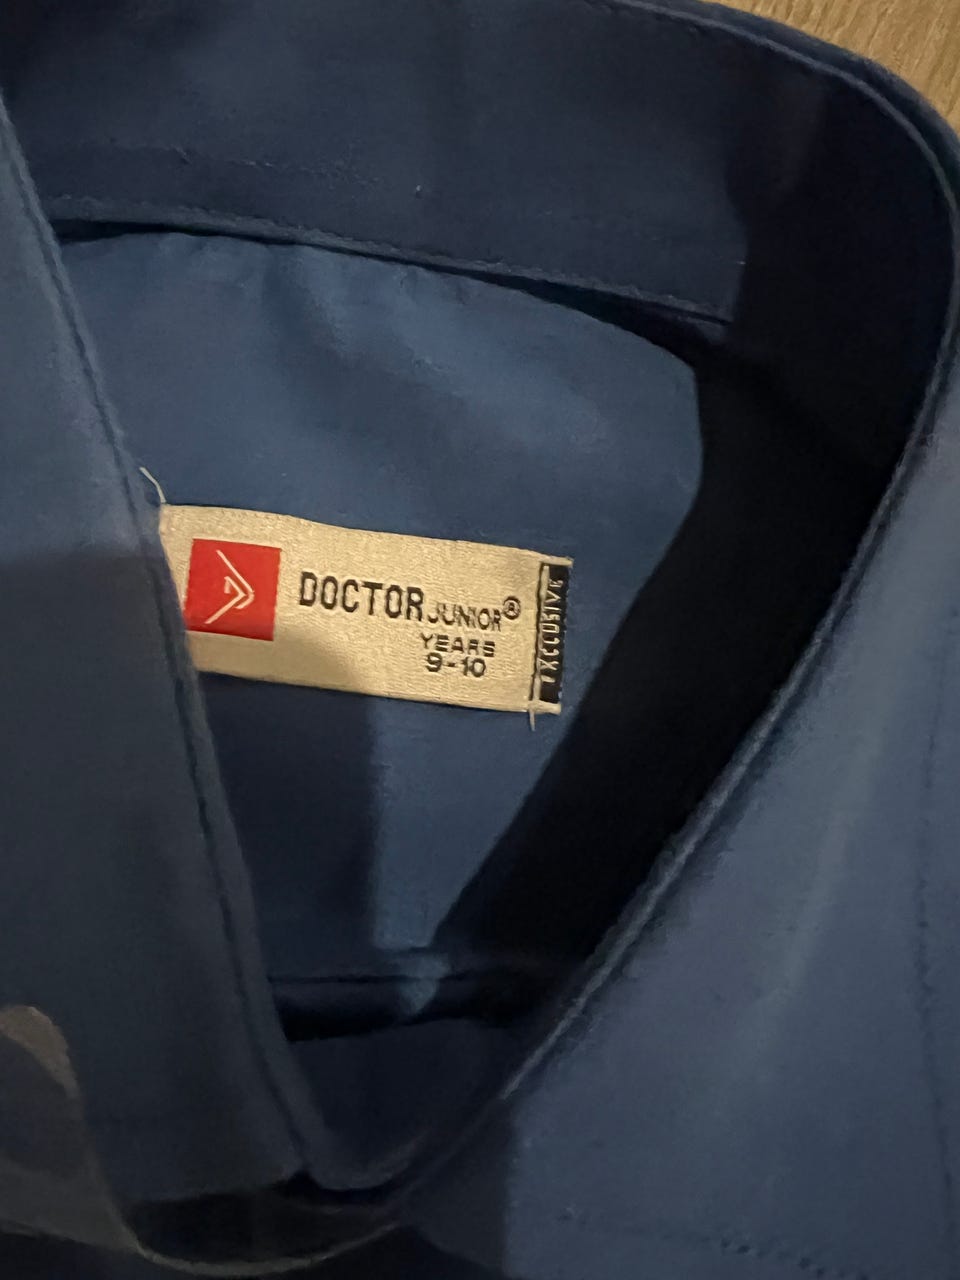 DOCTOR JUNIOR®
YEARS
9-10
EXCLUSIVE